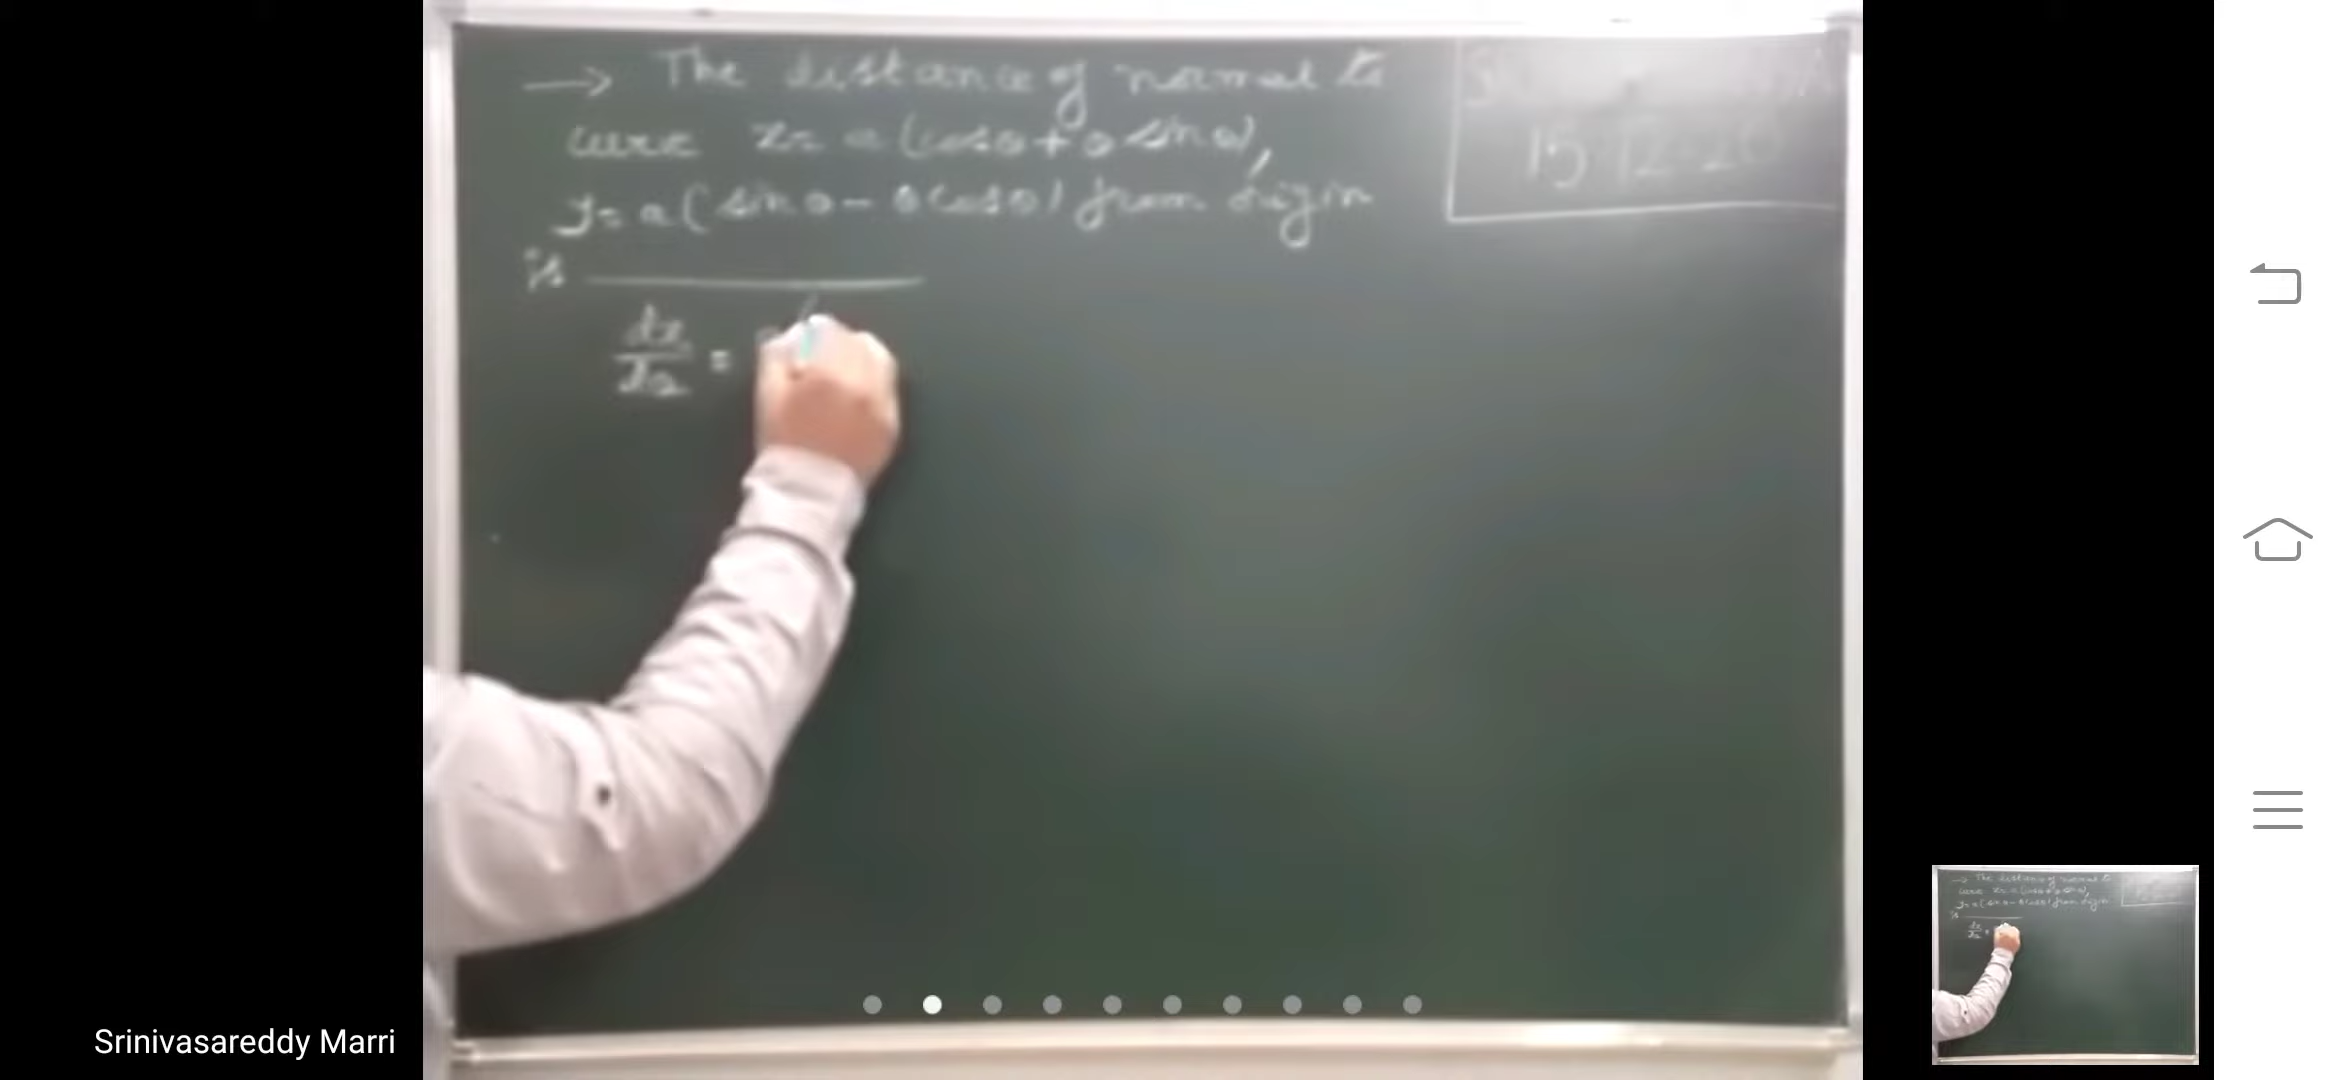 → The distance of normal to
curve x = a (cosθ + θ sinθ),
y = a ( sinθ - θ cosθ) from origin
is
dx/dθ =
15-12-20
Srinivasareddy Marri